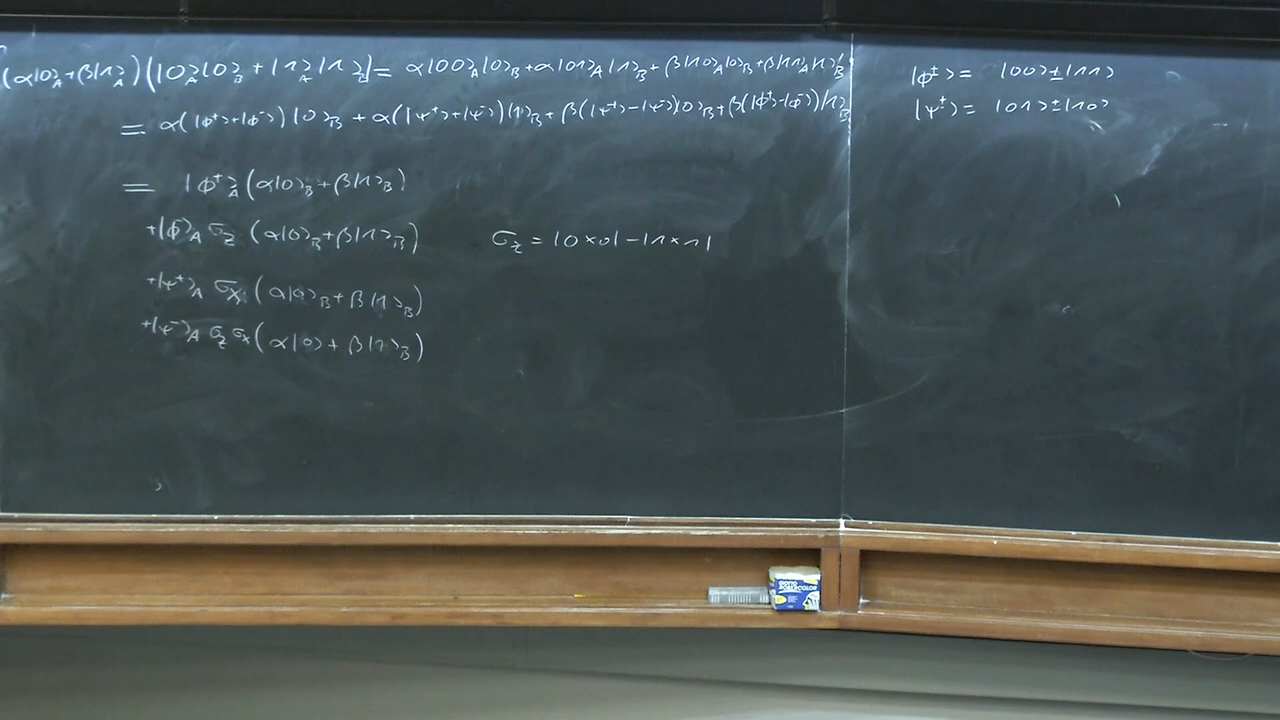 (α|0⟩_A + β|1⟩_A)(|0⟩_A|0⟩_B + |1⟩_A|1⟩_B) = α|00⟩_A|0⟩_B + α|01⟩_A|1⟩_B + β|10⟩_A|0⟩_B + β|11⟩_A|1⟩_B
= α(|ϕ⁺⟩+|ϕ⁻⟩)|0⟩_B + α(|ψ⁺⟩+|ψ⁻⟩)|1⟩_B + β(|ψ⁺⟩-|ψ⁻⟩)|0⟩_B + β(|ϕ⁺⟩-|ϕ⁻⟩)|1⟩_B
= |ϕ⁺⟩_A (α|0⟩_B + β|1⟩_B)
+|ϕ⁻⟩_A σ_z (α|0⟩_B + β|1⟩_B)
σ_z = |0⟩⟨0| - |1⟩⟨1|
+|ψ⁺⟩_A σ_x (α|0⟩_B + β|1⟩_B)
+|ψ⁻⟩_A σ_z σ_x (α|0⟩ + β|1⟩_B)
|ϕ^±⟩ = |00⟩ ± |11⟩
|ψ^±⟩ = |01⟩ ± |10⟩